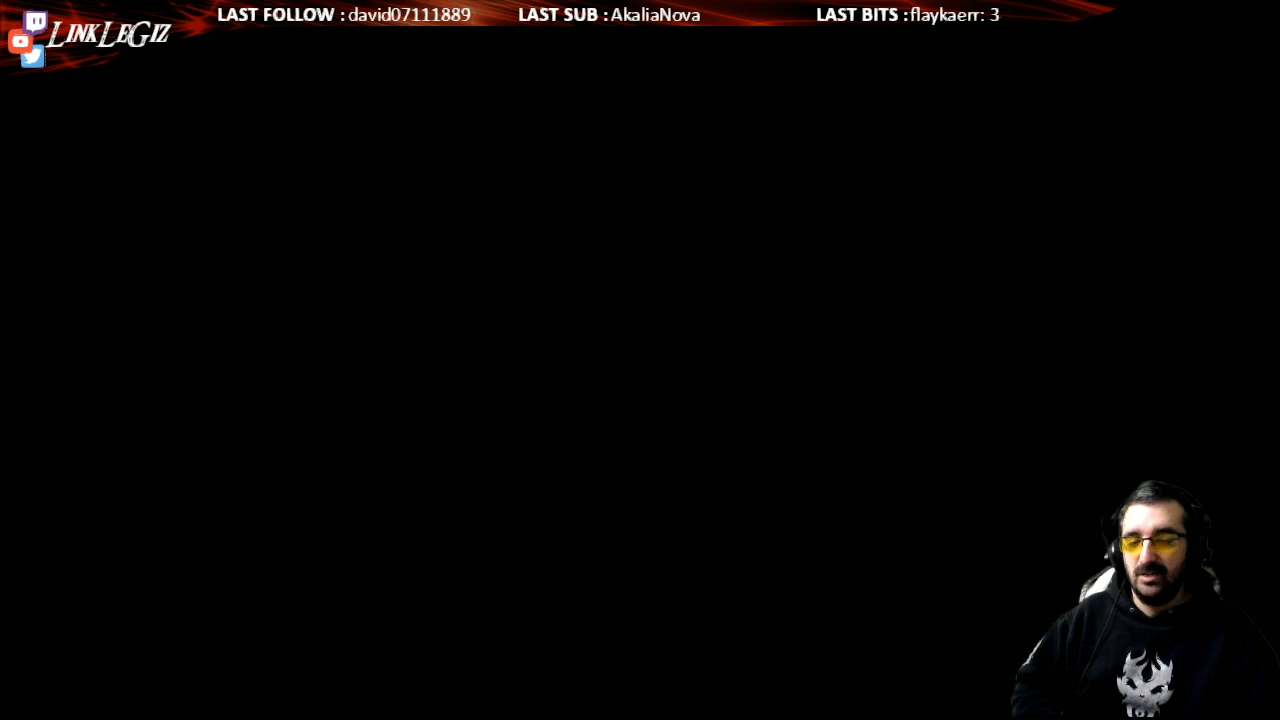 LAST FOLLOW : david07111889 LAST SUB : AkaliaNova LAST BITS : flaykaerr: 3
LinkLeGiz